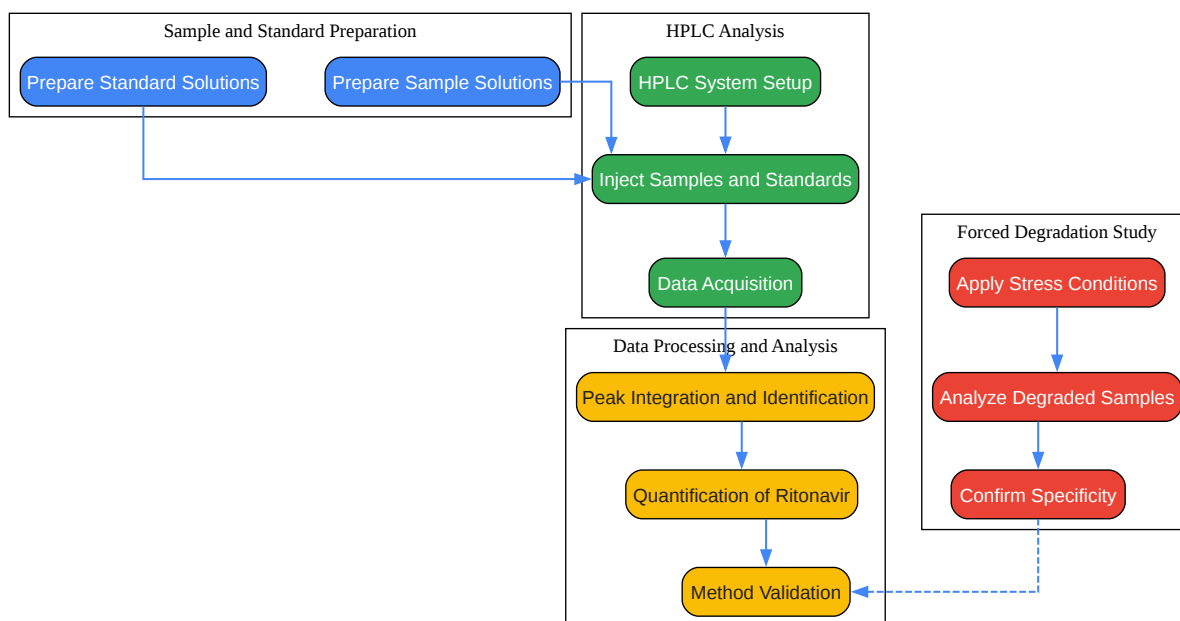 Sample and Standard Preparation
Prepare Standard Solutions
Prepare Sample Solutions
HPLC Analysis
HPLC System Setup
Inject Samples and Standards
Data Acquisition
Data Processing and Analysis
Peak Integration and Identification
Quantification of Ritonavir
Method Validation
Forced Degradation Study
Apply Stress Conditions
Analyze Degraded Samples
Confirm Specificity